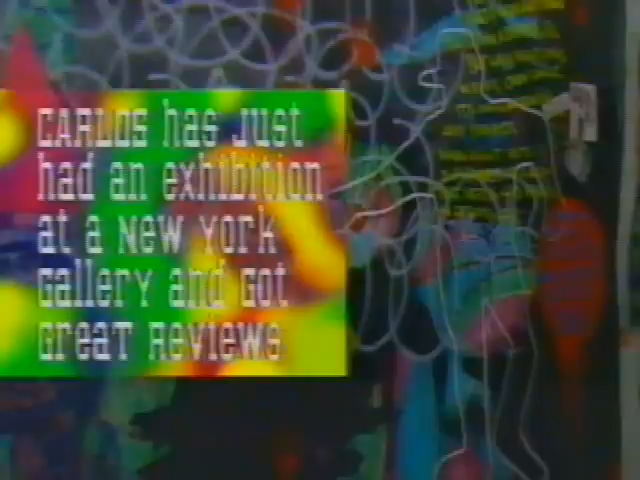 CARLOS has Just
had an exhibition
at a New York
Gallery and Got
Great Reviews